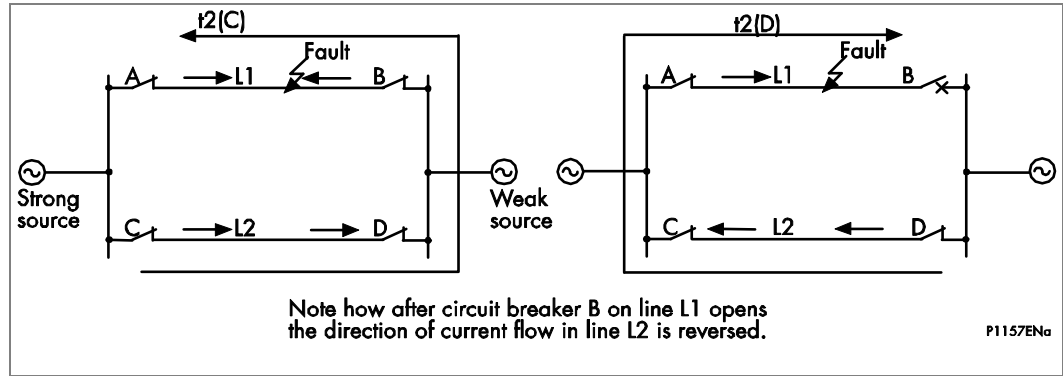 t2(C)
Fault
A
L1
B
Strong
source
Weak
source
C
L2
D
t2(D)
Fault
A
L1
B
C
L2
D
Note how after circuit breaker B on line L1 opens
the direction of current flow in line L2 is reversed.
P1157ENa